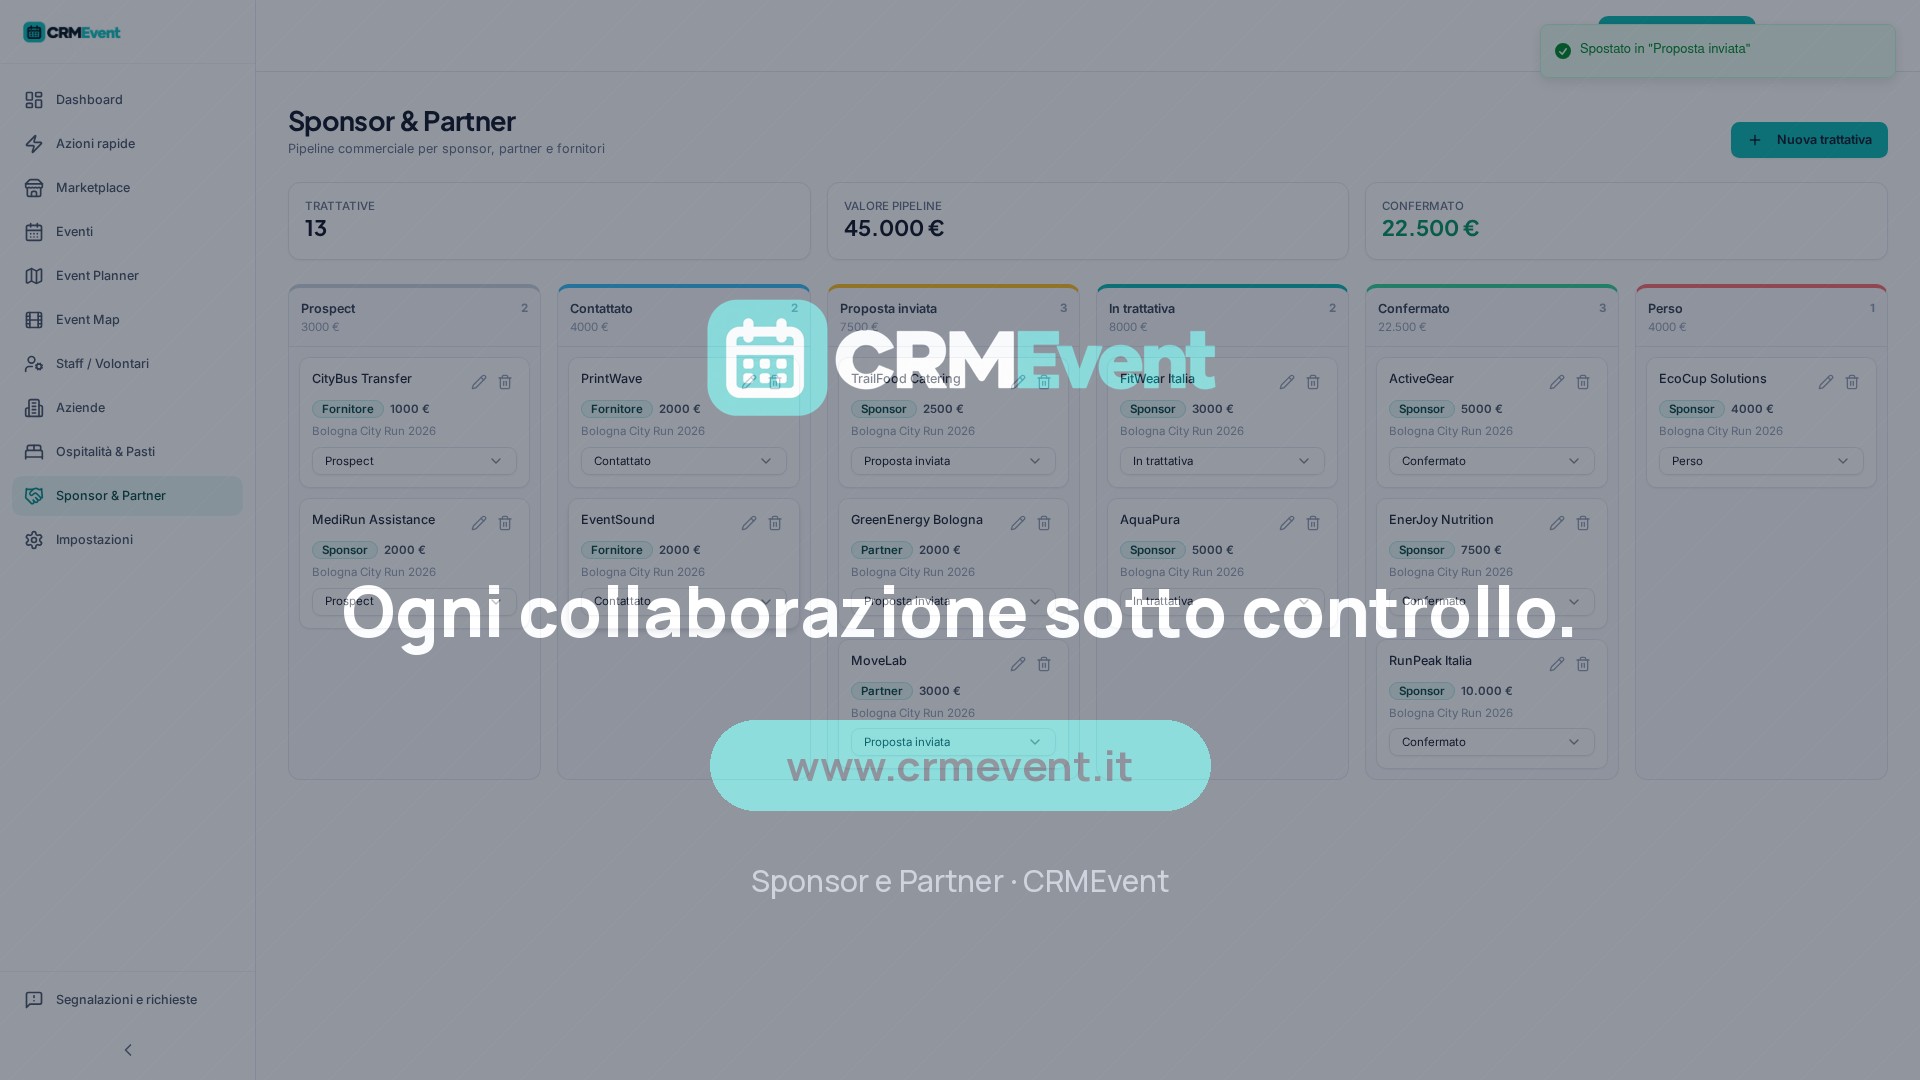 CRMEvent
Spostato in "Proposta inviata"
Dashboard
Azioni rapide
Marketplace
Eventi
Event Planner
Event Map
Staff / Volontari
Aziende
Ospitalità & Pasti
Sponsor & Partner
Impostazioni
Segnalazioni e richieste
Sponsor & Partner
Pipeline commerciale per sponsor, partner e fornitori
Nuova trattativa
TRATTATIVE
13
VALORE PIPELINE
45.000 €
CONFERMATO
22.500 €
Prospect 2
3000 €
CityBus Transfer
Fornitore 1000 €
Bologna City Run 2026
Prospect
MediRun Assistance
Sponsor 2000 €
Bologna City Run 2026
Prospect
Contattato 2
4000 €
PrintWave
Fornitore 2000 €
Bologna City Run 2026
Contattato
EventSound
Fornitore 2000 €
Bologna City Run 2026
Contattato
Proposta inviata 3
7500 €
TrailFood Catering
Sponsor 2500 €
Bologna City Run 2026
Proposta inviata
GreenEnergy Bologna
Partner 2000 €
Bologna City Run 2026
Proposta inviata
MoveLab
Partner 3000 €
Bologna City Run 2026
Proposta inviata
In trattativa 2
8000 €
FitWear Italia
Sponsor 3000 €
Bologna City Run 2026
In trattativa
AquaPura
Sponsor 5000 €
Bologna City Run 2026
In trattativa
Confermato 3
22.500 €
ActiveGear
Sponsor 5000 €
Bologna City Run 2026
Confermato
EnerJoy Nutrition
Sponsor 7500 €
Bologna City Run 2026
Confermato
RunPeak Italia
Sponsor 10.000 €
Bologna City Run 2026
Confermato
Perso 1
4000 €
EcoCup Solutions
Sponsor 4000 €
Bologna City Run 2026
Perso
CRMEvent
Ogni collaborazione sotto controllo.
www.crmevent.it
Sponsor e Partner · CRMEvent